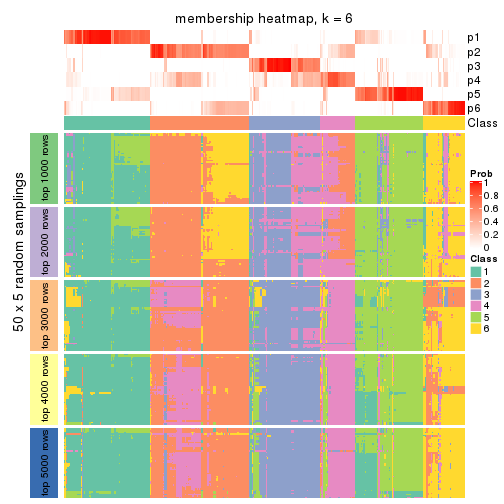 membership heatmap, k = 6
p1
p2
p3
p4
p5
p6
Class
50 x 5 random samplings
top 1000 rows
top 2000 rows
top 3000 rows
top 4000 rows
top 5000 rows
Prob
1
0.8
0.6
0.4
0.2
0
Class
1
2
3
4
5
6